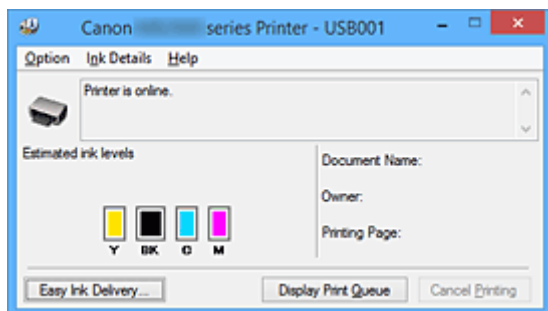 Canon series Printer - USB001
Option Ink Details Help
Printer is online.
Estimated ink levels
Document Name:
Owner:
Printing Page:
Y BK C M
Easy Ink Delivery... Display Print Queue Cancel Printing